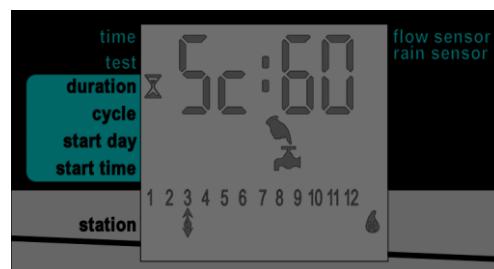 time
test
duration
cycle
start day
start time
station
Sc:60
1 2 3 4 5 6 7 8 9 10 11 12
flow sensor
rain sensor